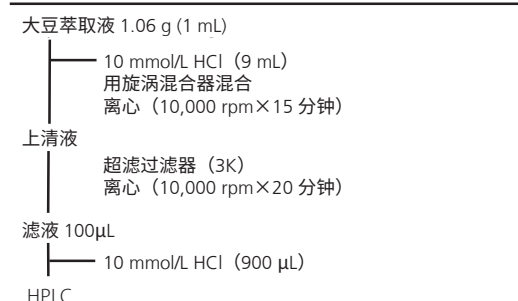 大豆萃取液 1.06 g (1 mL)
10 mmol/L HCl（9 mL）
用旋涡混合器混合
离心（10,000 rpm×15 分钟）
上清液
超滤过滤器（3K）
离心（10,000 rpm×20 分钟）
滤液 100μL
10 mmol/L HCl（900 μL）
HPLC